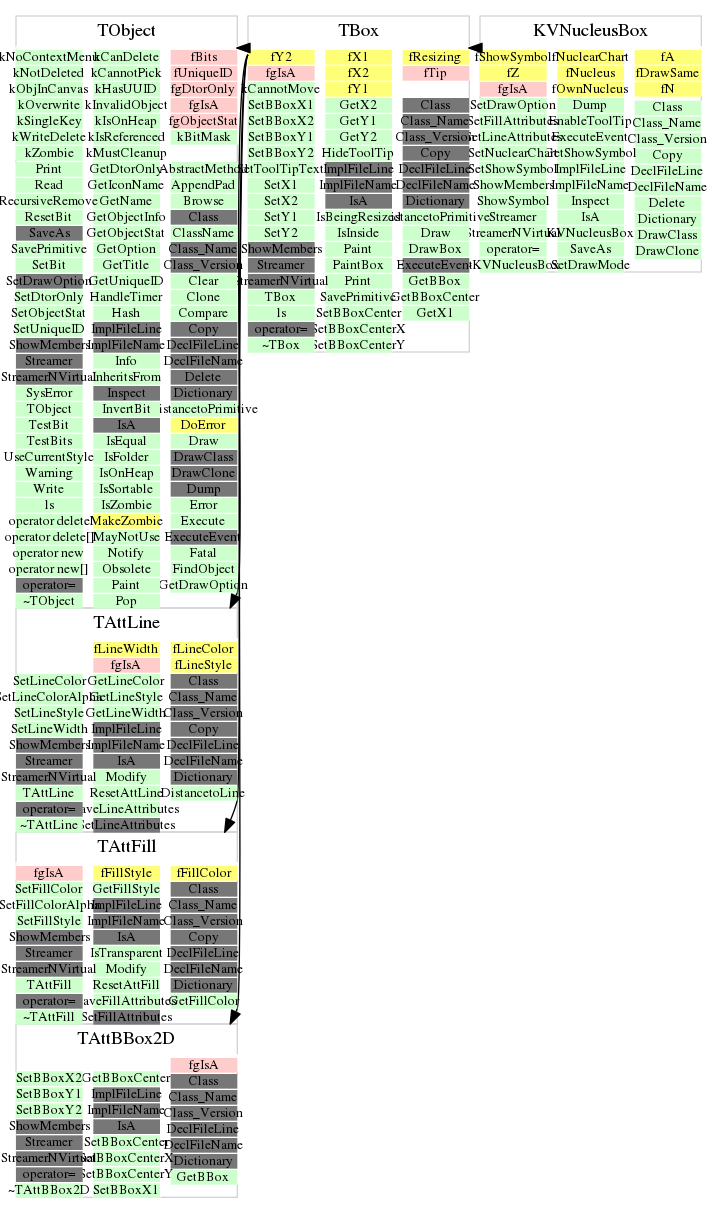 TObject
kNoContextMenu kCanDelete fBits
kNotDeleted kCannotPick fUniqueID
kObjInCanvas kHasUUID fgDtorOnly
kOverwrite kInvalidObject fgIsA
kSingleKey kIsOnHeap fgObjectStat
kWriteDelete kIsReferenced kBitMask
kZombie kMustCleanup
Print GetDtorOnly AbstractMethod
Read GetIconName AppendPad
RecursiveRemove GetName Browse
ResetBit GetObjectInfo Class
SaveAs GetObjectStat ClassName
SavePrimitive GetOption Class_Name
SetBit GetTitle Class_Version
SetDrawOption GetUniqueID Clear
SetDtorOnly HandleTimer Clone
SetObjectStat Hash Compare
SetUniqueID ImplFileLine Copy
ShowMembers ImplFileName DeclFileLine
Streamer Info DeclFileName
StreamerNVirtual InheritsFrom Delete
SysError Inspect Dictionary
TObject InvertBit DistancetoPrimitive
TestBit IsA DoError
TestBits IsEqual Draw
UseCurrentStyle IsFolder DrawClass
Warning IsOnHeap DrawClone
Write IsSortable Dump
ls IsZombie Error
operator delete MakeZombie Execute
operator delete[] MayNotUse ExecuteEvent
operator new Notify Fatal
operator new[] Obsolete FindObject
operator= Paint GetDrawOption
~TObject Pop
TBox
fY2 fX1 fResizing
fgIsA fX2 fTip
kCannotMove fY1
SetBBoxX1 GetX2 Class
SetBBoxX2 GetY1 Class_Name
SetBBoxY1 GetY2 Class_Version
SetBBoxY2 HideToolTip Copy
SetToolTipText ImplFileLine DeclFileLine
SetX1 ImplFileName DeclFileName
SetX2 IsA Dictionary
SetY1 IsBeingResized DistancetoPrimitive
SetY2 IsInside Draw
ShowMembers Paint DrawBox
Streamer PaintBox ExecuteEvent
StreamerNVirtual Print GetBBox
TBox SavePrimitive GetBBoxCenter
ls SetBBoxCenter GetX1
operator= SetBBoxCenterX
~TBox SetBBoxCenterY
KVNucleusBox
fShowSymbol fNuclearChart fA
fZ fNucleus fDrawSame
fgIsA fOwnNucleus fN
SetDrawOption Dump Class
SetFillAttributes EnableToolTip Class_Name
SetLineAttributes ExecuteEvent Class_Version
SetNuclearChart GetShowSymbol Copy
SetShowSymbol ImplFileLine DeclFileLine
ShowMembers ImplFileName DeclFileName
ShowSymbol Inspect Delete
Streamer IsA Dictionary
StreamerNVirtual KVNucleusBox DrawClass
operator= SaveAs DrawClone
~KVNucleusBox SetDrawMode
TAttLine
fLineWidth fLineColor
fgIsA fLineStyle
SetLineColor GetLineColor Class
SetLineColorAlpha GetLineStyle Class_Name
SetLineStyle GetLineWidth Class_Version
SetLineWidth ImplFileLine Copy
ShowMembers ImplFileName DeclFileLine
Streamer IsA DeclFileName
StreamerNVirtual Modify Dictionary
TAttLine ResetAttLine DistancetoLine
operator= SaveLineAttributes
~TAttLine SetLineAttributes
TAttFill
fgIsA fFillStyle fFillColor
SetFillColor GetFillStyle Class
SetFillColorAlpha ImplFileLine Class_Name
SetFillStyle ImplFileName Class_Version
ShowMembers IsA Copy
Streamer IsTransparent DeclFileLine
StreamerNVirtual Modify DeclFileName
TAttFill ResetAttFill Dictionary
operator= SaveFillAttributes GetFillColor
~TAttFill SetFillAttributes
TAttBBox2D
fgIsA
SetBBoxX2 GetBBoxCenter Class
SetBBoxY1 ImplFileLine Class_Name
SetBBoxY2 ImplFileName Class_Version
ShowMembers IsA DeclFileLine
Streamer SetBBoxCenter DeclFileName
StreamerNVirtual SetBBoxCenterX Dictionary
operator= SetBBoxCenterY GetBBox
~TAttBBox2D SetBBoxX1